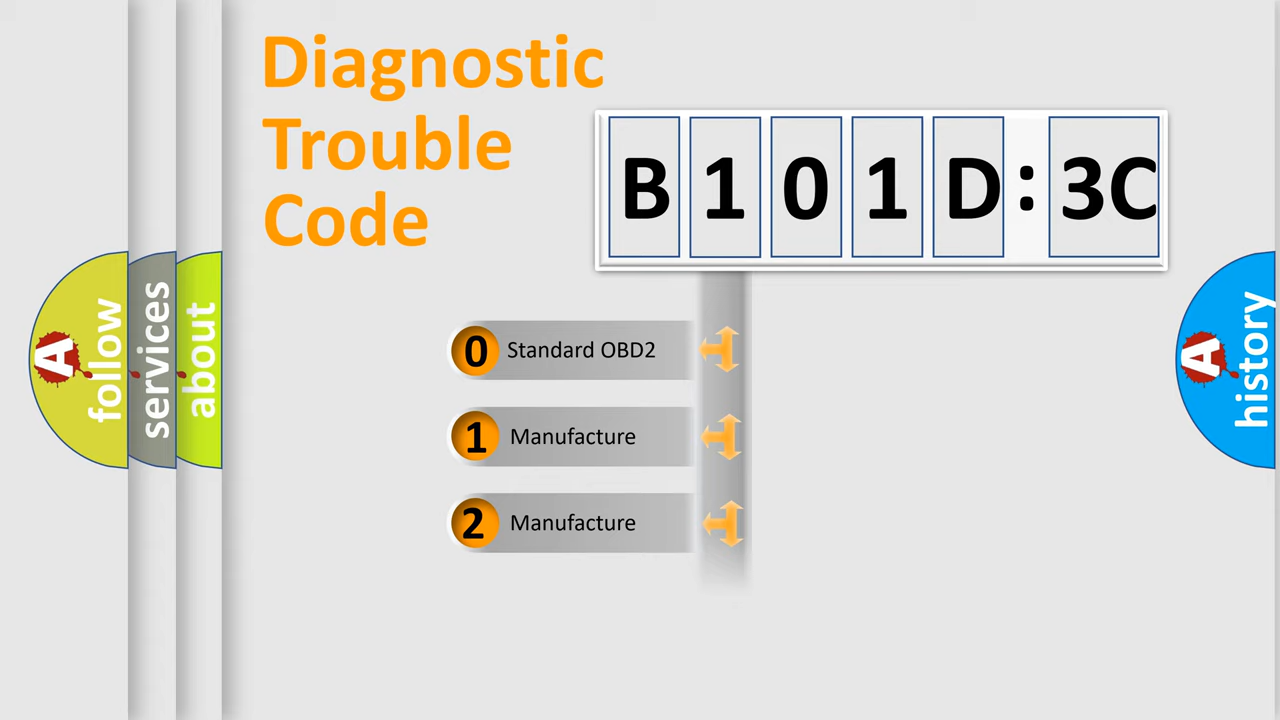 Diagnostic
Trouble
Code
B 1 0 1 D : 3C
0 Standard OBD2
1 Manufacture
2 Manufacture
A follow
services
about
A history